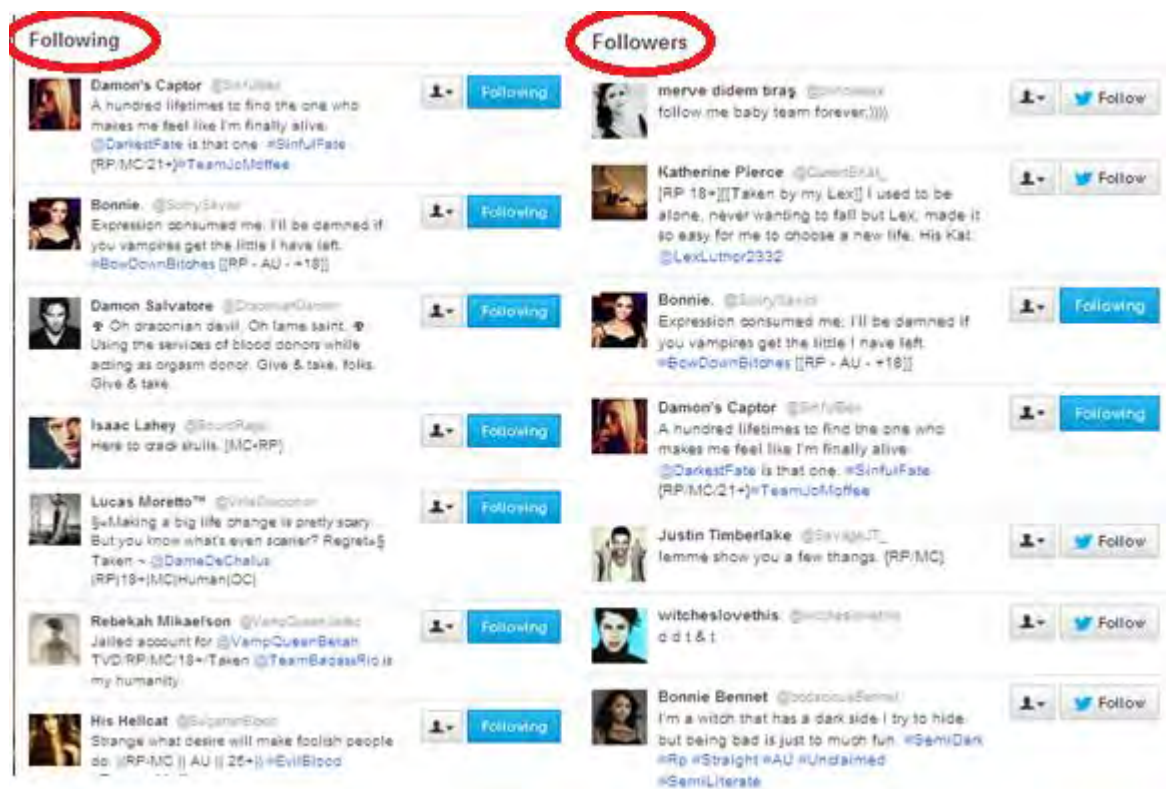 Following
Damon's Captor
Following
A hundred lifetimes to find the one who
makes me feel like I'm finally alive.
@DarkestFate is that one. #SinfulFate
{RP/MC/21+}#TeamJoMoffee
Bonnie.
Following
Expression consumed me. I'll be damned if
you vampires get the little I have left.
#BowDownBitches [[RP - AU - +18]]
Damon Salvatore
Following
Oh draconian devil. Oh lame saint.
Using the services of blood donors while
acting as orgasm donor. Give & take, folks.
Give & take.
Isaac Lahey
Following
Here to crack skulls. [MC•RP]
Lucas Moretto™
Following
§»Making a big life change is pretty scary.
But you know what's even scarier? Regret»§
Taken ~ @DameDeChalus
|RP|18+|MC|Human|OC|
Rebekah Mikaelson
Following
Jailed account for @VampQueenBekah
TVD/RP/MC/18+/Taken @TeamBadassRio is
my humanity
His Hellcat
Following
Strange what desire will make foolish people
do. ||RP-MC || AU || 25+|| #EvilBlood
Followers
merve didem tıraş
Follow
follow me baby team forever:))))
Katherine Pierce
Follow
[RP 18+][[Taken by my Lex]] I used to be
alone, never wanting to fall but Lex, made it
so easy for me to choose a new life. His Kat.
@LexLuthor2332
Bonnie.
Following
Expression consumed me. I'll be damned if
you vampires get the little I have left.
#BowDownBitches [[RP - AU - +18]]
Damon's Captor
Following
A hundred lifetimes to find the one who
makes me feel like I'm finally alive.
@DarkestFate is that one. #SinfulFate
{RP/MC/21+}#TeamJoMoffee
Justin Timberlake @SavageJT_
Follow
lemme show you a few thangs. {RP/MC}
witcheslovethis @witcheslovethis
Follow
d d t & t
Bonnie Bennet @bodaciousBennet
Follow
I'm a witch that has a dark side I try to hide,
but being bad is just to much fun. #SemiDark
#Rp #Straight #AU #Unclaimed
#SemiLiterate